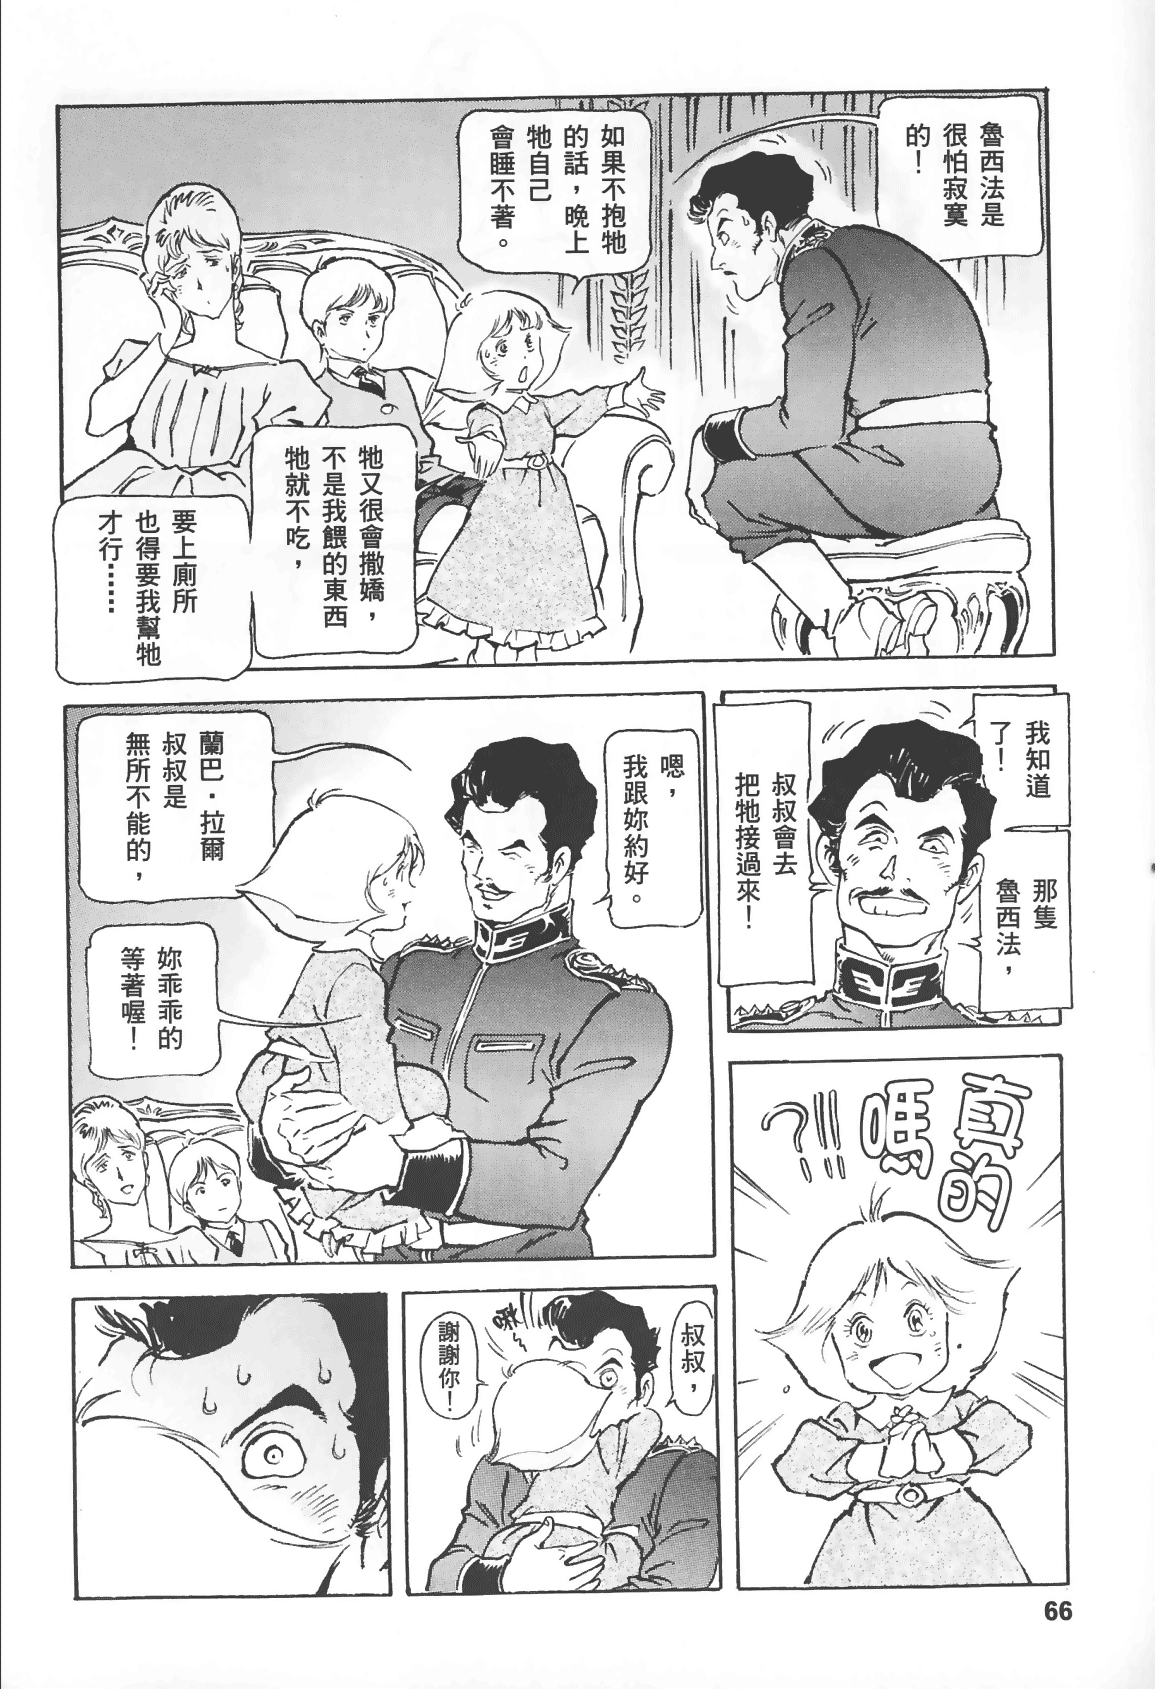 魯西法是
很怕寂寞
的！
如果不抱牠
的話，晚上
牠自己
會睡不著。
牠又很會撒嬌，
不是我餵的東西
牠就不吃，
要上廁所
也得要我幫牠
才行……
我知道
了！
那隻
魯西法，
叔叔會去
把牠接過來！
真的
嗎
?!!!
嗯，
我跟妳約好。
蘭巴·拉爾
叔叔是
無所不能的，
妳乖乖的
等著喔！
叔叔，
啾
謝謝你！
66